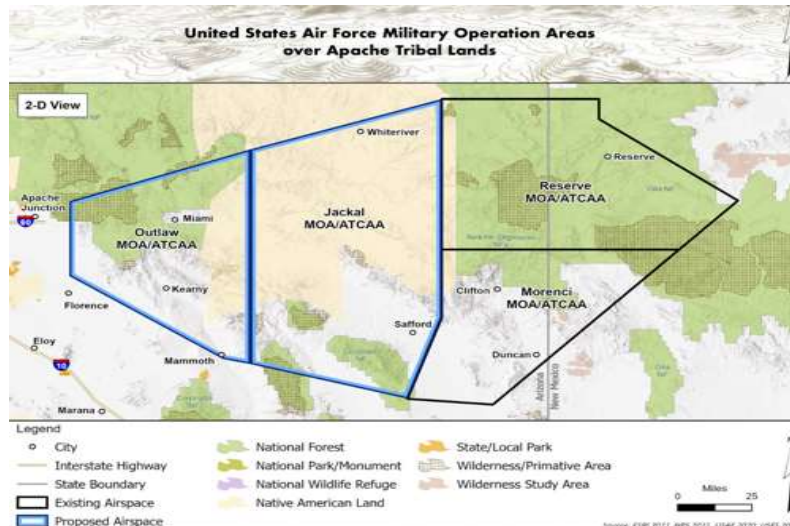 United States Air Force Military Operation Areas
over Apache Tribal Lands
2-D View
Whiteriver
Reserve
Apache
Junction
60
Miami
Jackal
MOA/ATCAA
Reserve
MOA/ATCAA
Outlaw
MOA/ATCAA
Kearny
Clifton
Morenci
MOA/ATCAA
Florence
Safford
Eloy
Mammoth
Duncan
10
Marana
Arizona
New Mexico
Legend
City
Interstate Highway
State Boundary
Existing Airspace
Proposed Airspace
National Forest
National Park/Monument
National Wildlife Refuge
Native American Land
State/Local Park
Wilderness/Primative Area
Wilderness Study Area
Miles
0
25